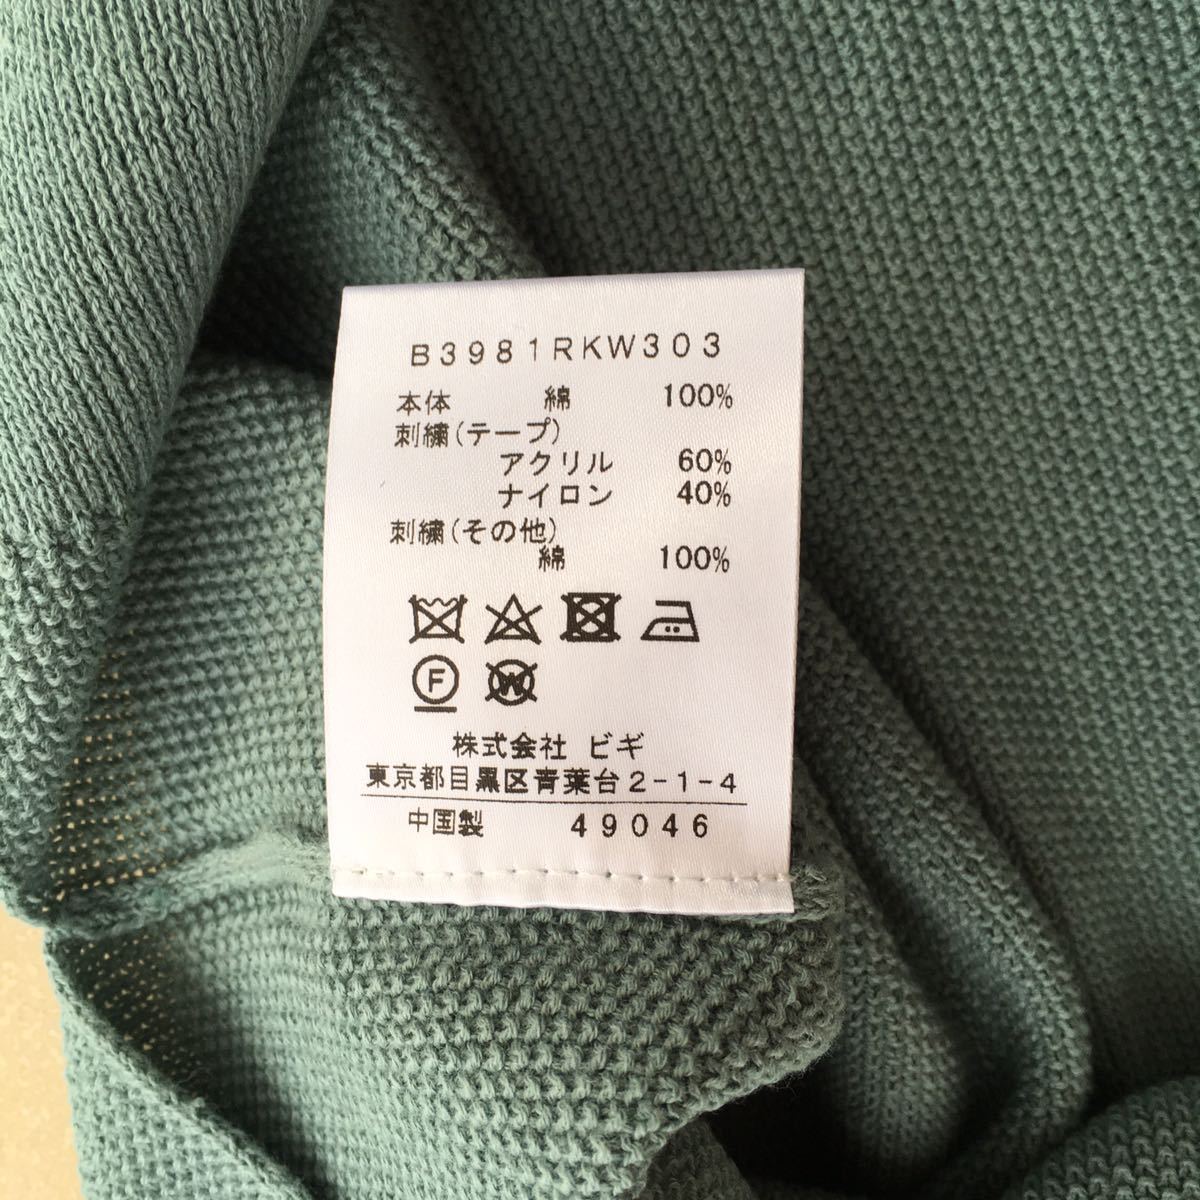 B3981RKW303
本体 綿 100%
刺繍(テープ)
アクリル 60%
ナイロン 40%
刺繍(その他)
綿 100%
F W
株式会社 ビギ
東京都目黒区青葉台2-1-4
中国製 49046